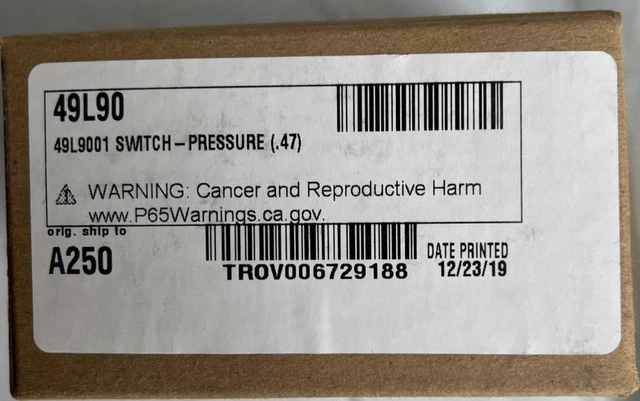 49L90
49L9001 SWITCH-PRESSURE (.47)
WARNING: Cancer and Reproductive Harm
www.P65Warnings.ca.gov.
orig. ship to
A250
TROV006729188
DATE PRINTED
12/23/19